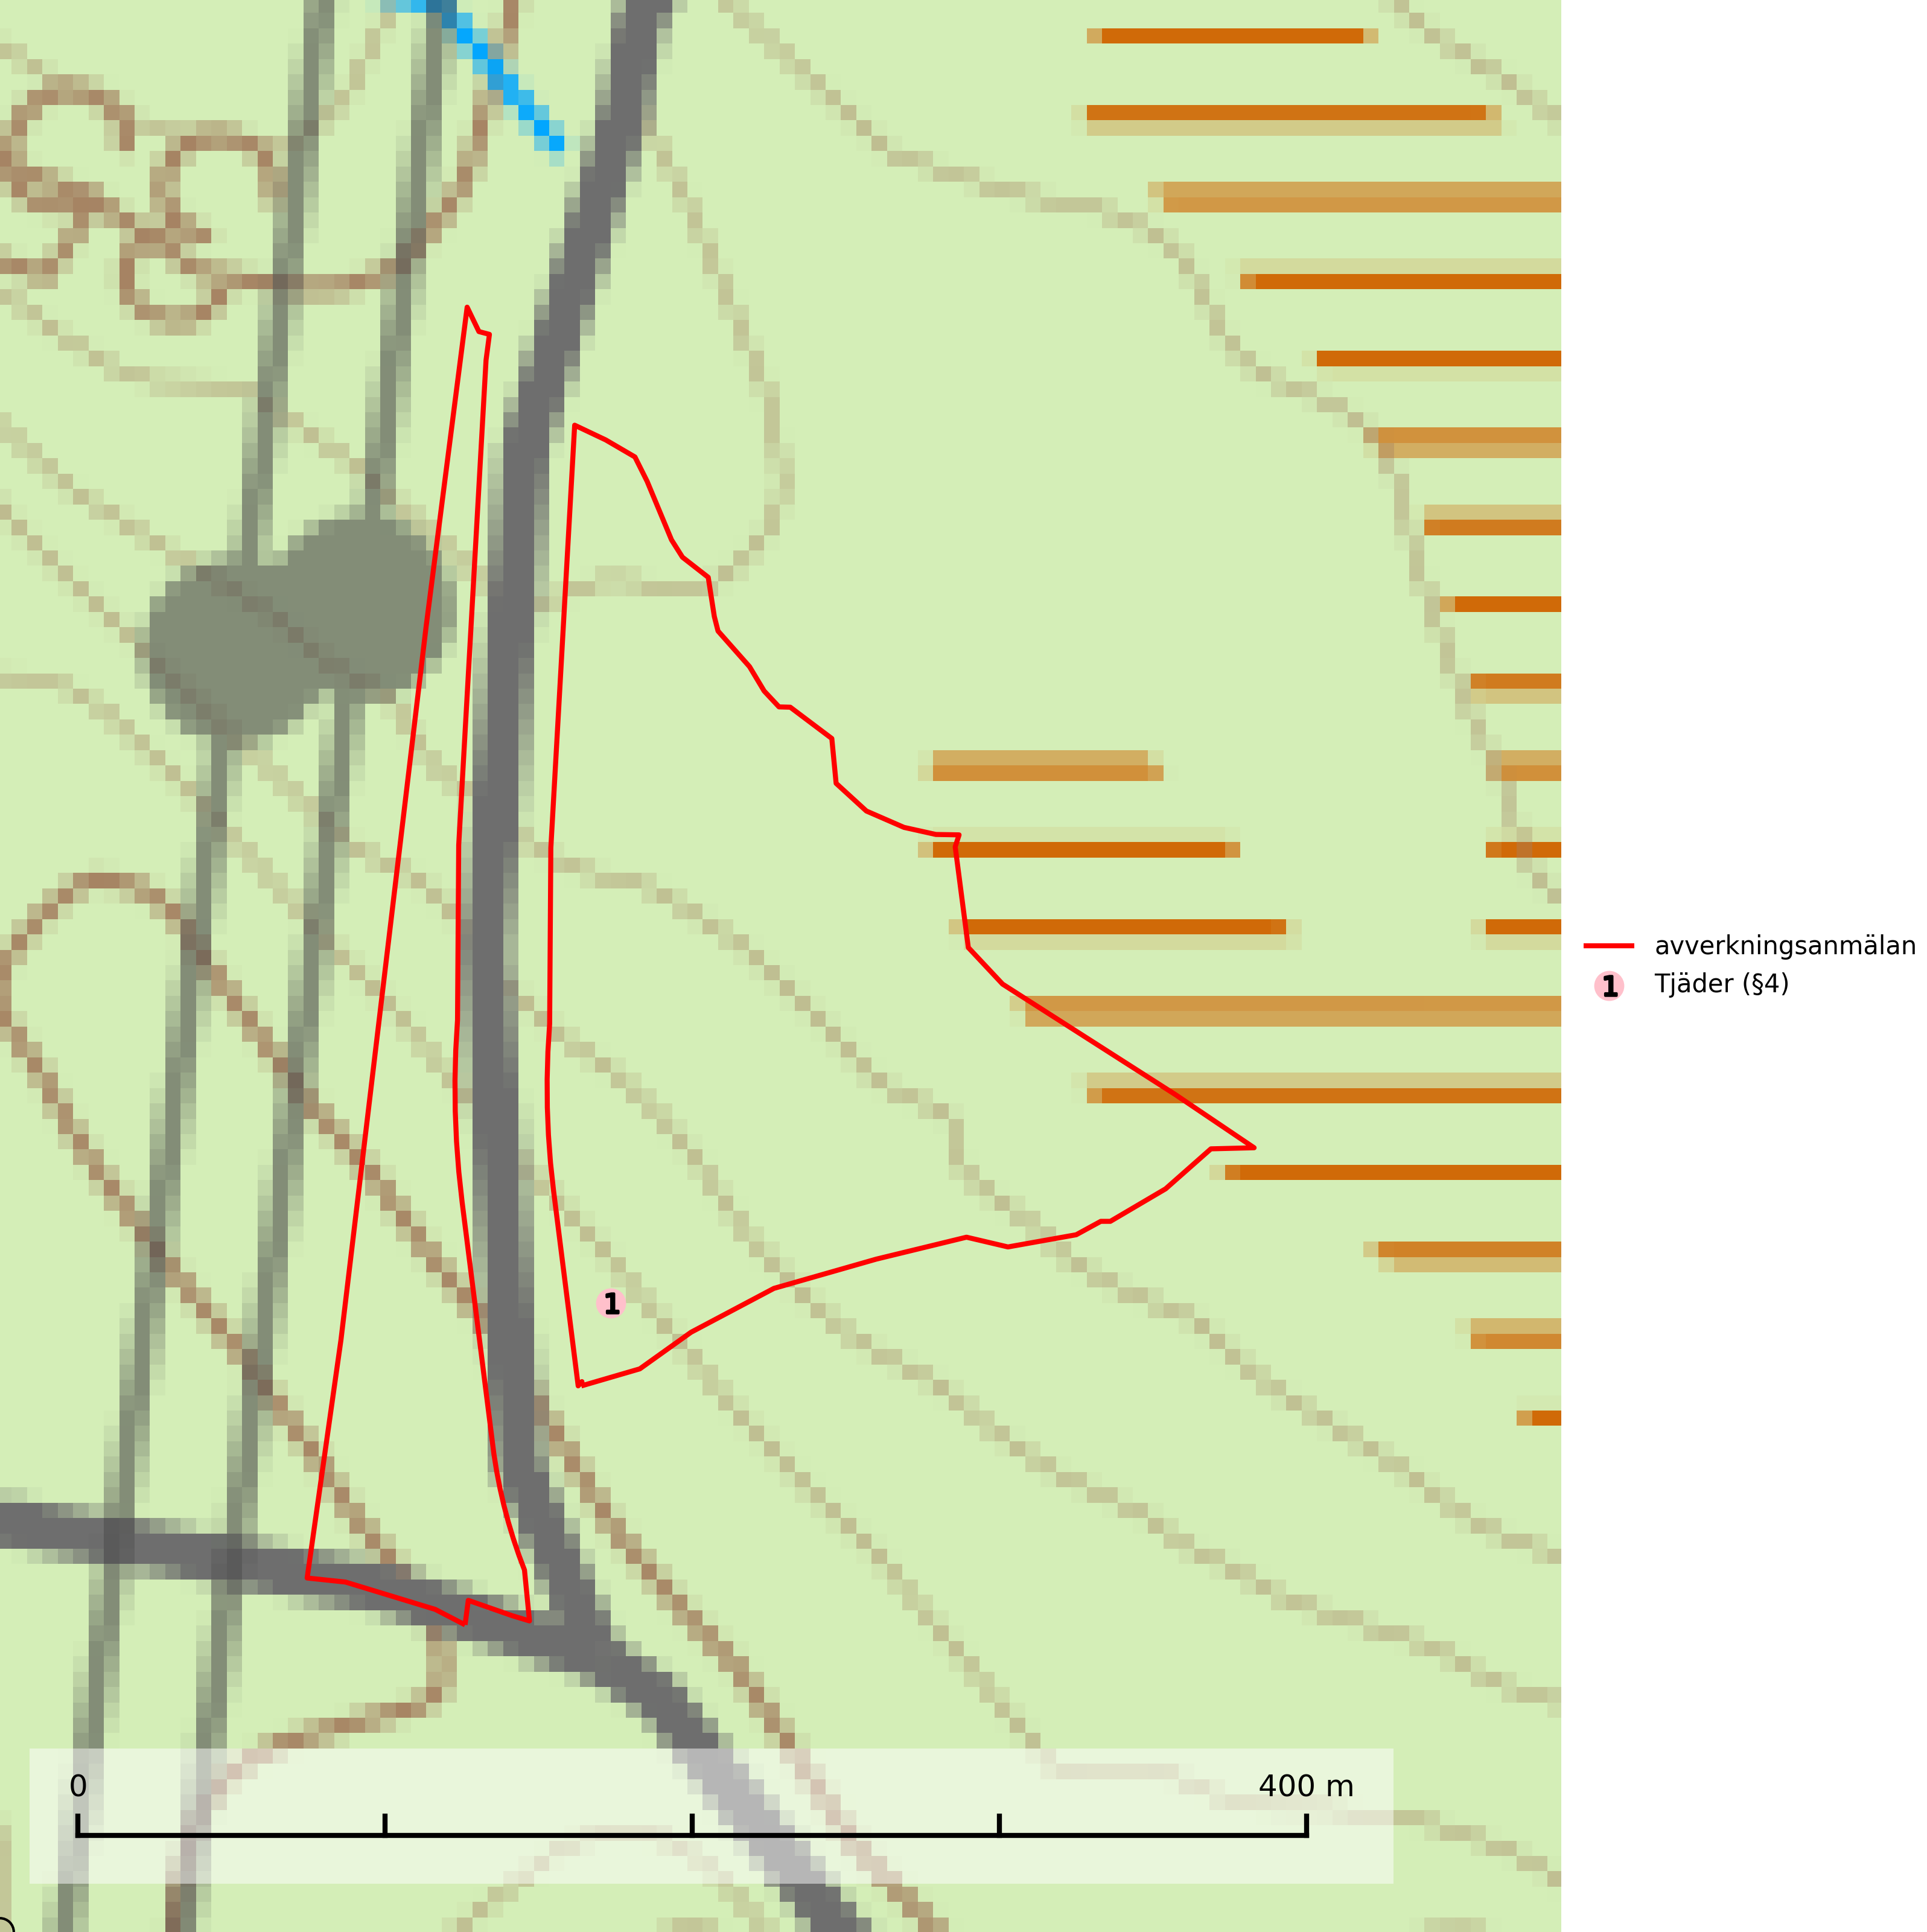 avverkningsanmälan
1 Tjäder (§4)
1
0 400 m